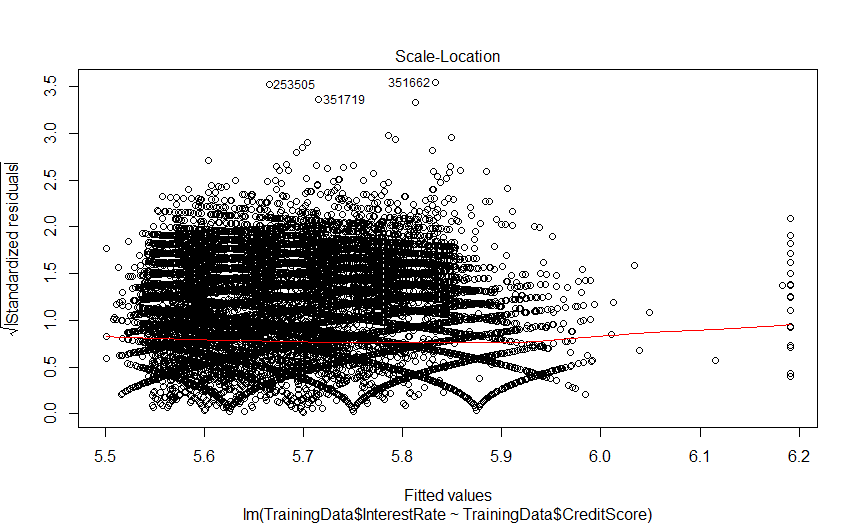 Scale-Location
√|Standardized residuals|
3.5
3.0
2.5
2.0
1.5
1.0
0.5
0.0
253505
351662
351719
5.5 5.6 5.7 5.8 5.9 6.0 6.1 6.2
Fitted values
lm(TrainingData$InterestRate ~ TrainingData$CreditScore)